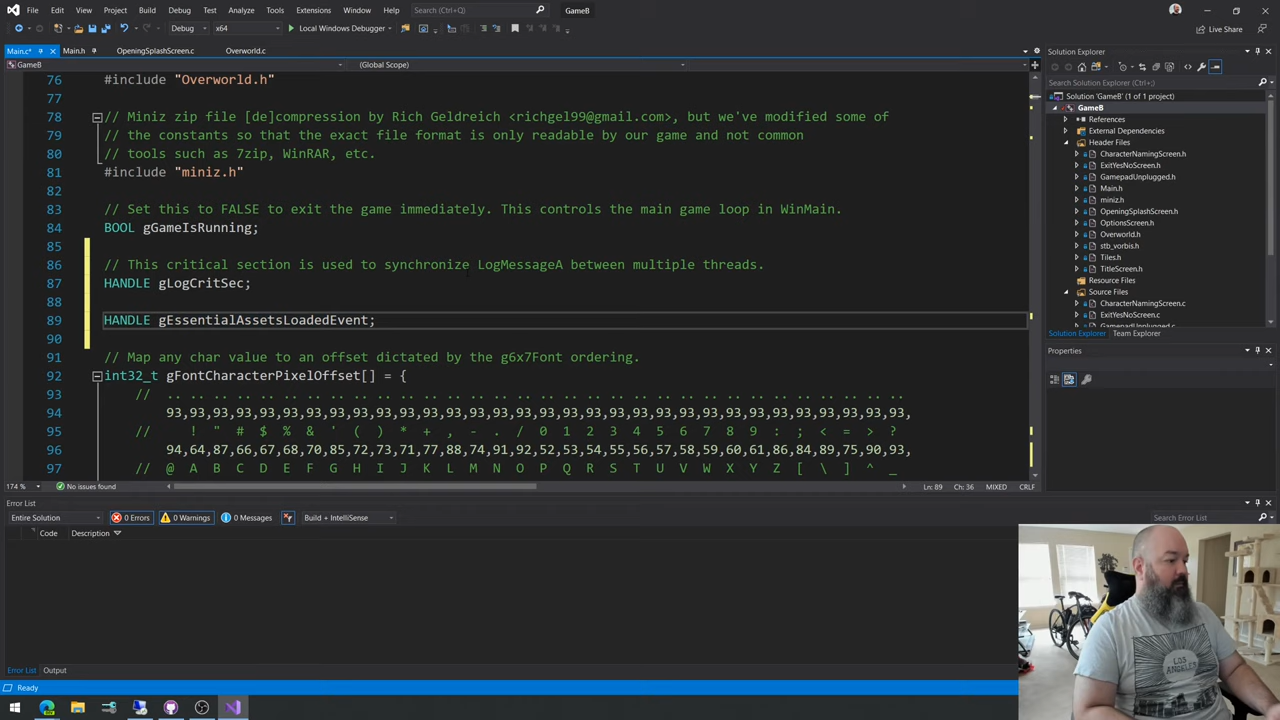 File Edit View Git Project Build Debug Test Analyze Tools Extensions Window Help Search (Ctrl+Q) GameB
Debug x64 Local Windows Debugger Live Share
Main.c* Main.h OpeningSplashScreen.c Overworld.c
GameB (Global Scope)
76 #include "Overworld.h"
77
78 // Miniz zip file [de]compression by Rich Geldreich <richgel99@gmail.com>, but we've modified some of
79 // the constants so that the exact file format is only readable by our game and not common
80 // tools such as 7zip, WinRAR, etc.
81 #include "miniz.h"
82
83 // Set this to FALSE to exit the game immediately. This controls the main game loop in WinMain.
84 BOOL gGameIsRunning;
85
86 // This critical section is used to synchronize LogMessageA between multiple threads.
87 HANDLE gLogCritSec;
88
89 HANDLE gEssentialAssetsLoadedEvent;
90
91 // Map any char value to an offset dictated by the g6x7Font ordering.
92 int32_t gFontCharacterPixelOffset[] = {
93 // .. .. .. .. .. .. .. .. .. .. .. .. .. .. .. .. .. .. .. .. .. .. .. .. .. .. .. .. .. .. .. ..
94 93,93,93,93,93,93,93,93,93,93,93,93,93,93,93,93,93,93,93,93,93,93,93,93,93,93,93,93,93,93,93,93,
95 // ! " # $ % & ' ( ) * + , - . / 0 1 2 3 4 5 6 7 8 9 : ; < = > ?
96 94,64,87,66,67,68,70,85,72,73,71,77,88,74,91,92,52,53,54,55,56,57,58,59,60,61,86,84,89,75,90,93,
97 // @ A B C D E F G H I J K L M N O P Q R S T U V W X Y Z [ \ ] ^ _
174 % No issues found Ln: 89 Ch: 36 MIXED CRLF
Error List
Entire Solution 0 Errors 0 Warnings 0 Messages Build + IntelliSense Search Error List
Code Description
Error List Output
Ready
Solution Explorer
Search Solution Explorer (Ctrl+;)
Solution 'GameB' (1 of 1 project)
GameB
References
External Dependencies
Header Files
CharacterNamingScreen.h
ExitYesNoScreen.h
GamepadUnplugged.h
Main.h
miniz.h
OpeningSplashScreen.h
OptionsScreen.h
Overworld.h
stb_vorbis.h
Tiles.h
TitleScreen.h
Resource Files
Source Files
CharacterNamingScreen.c
ExitYesNoScreen.c
Solution Explorer Team Explorer
Properties
LOS ANGELES